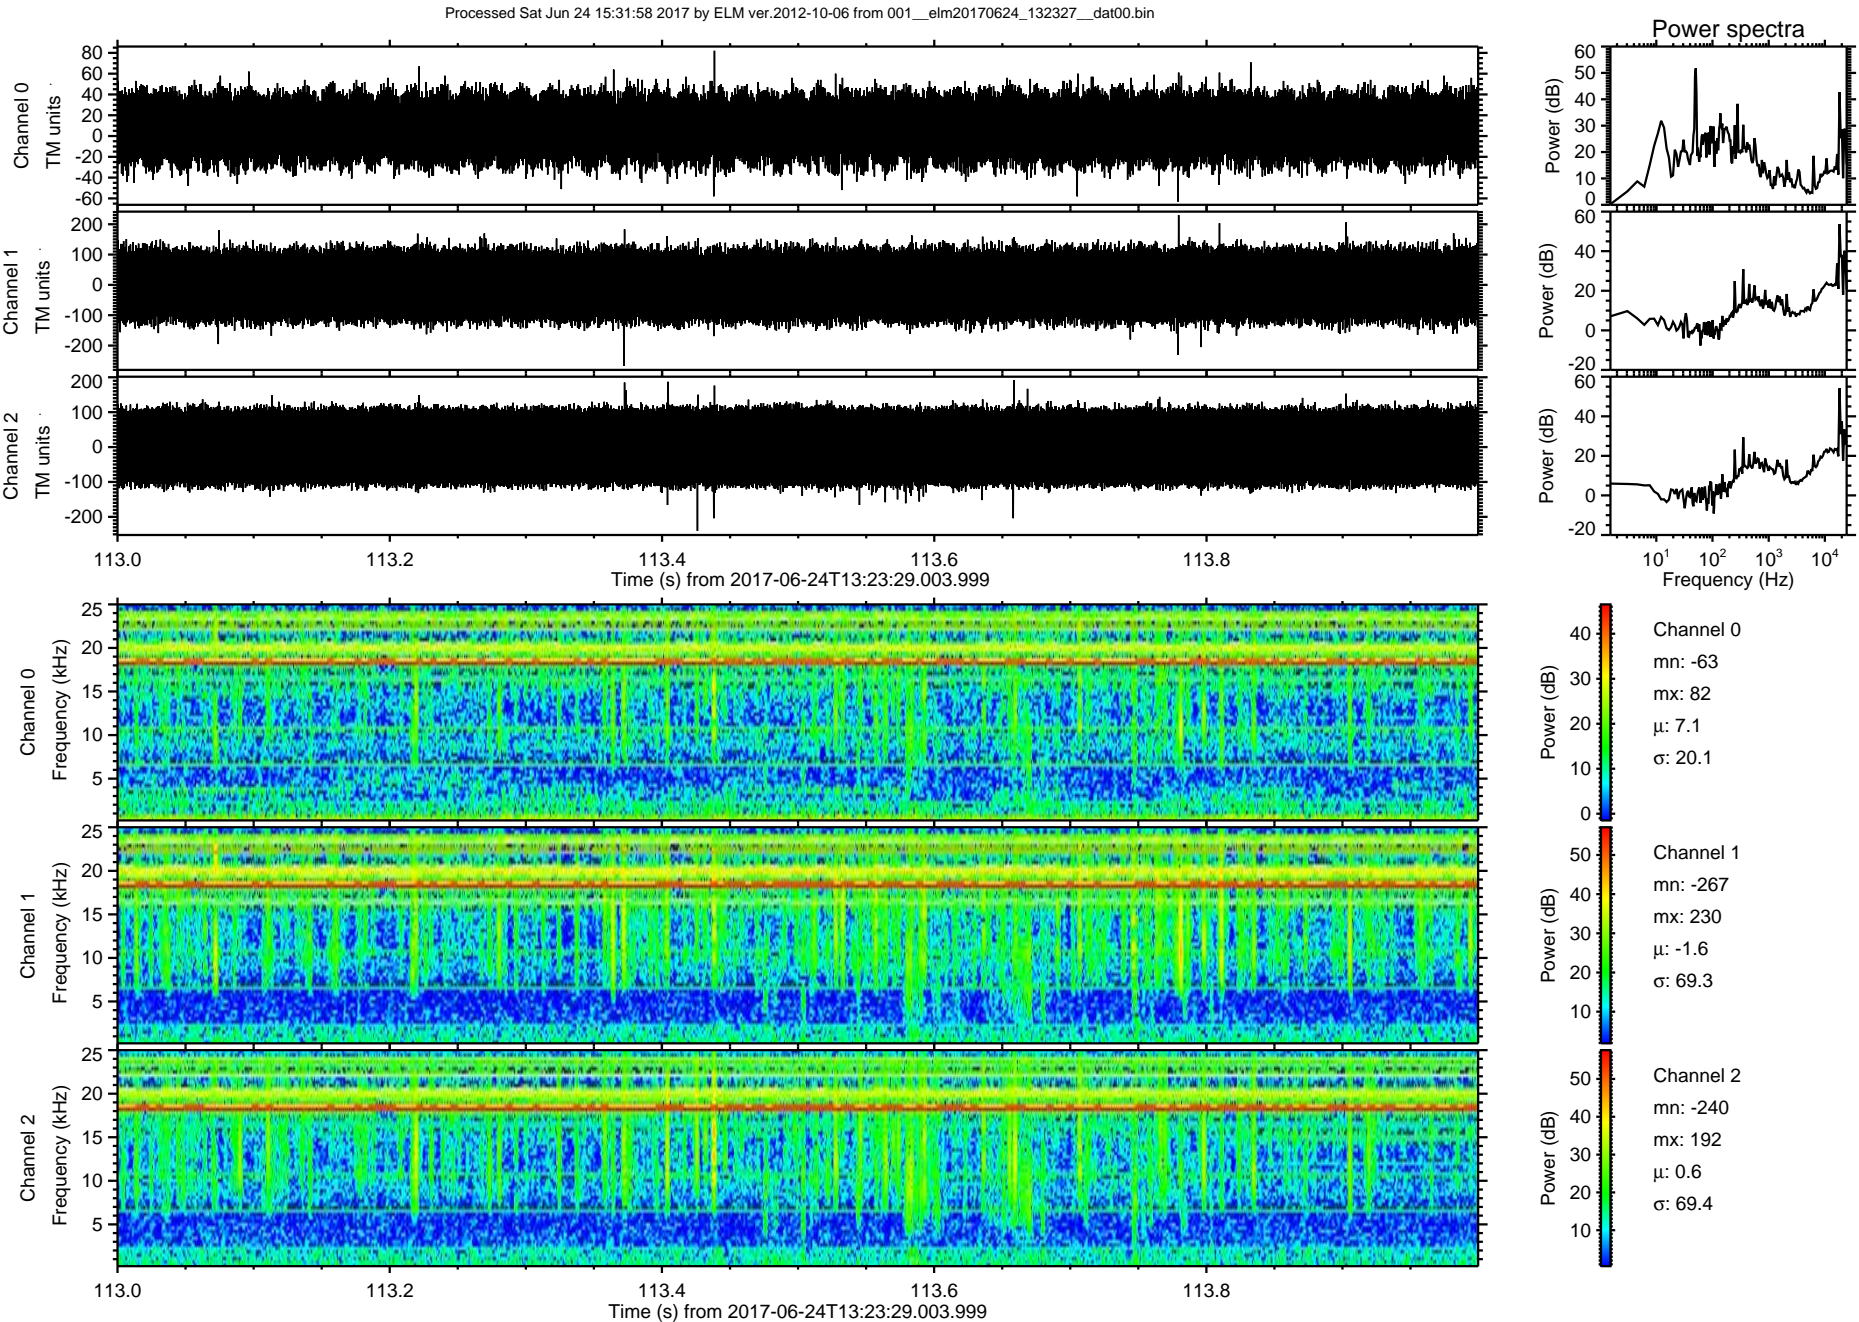 Processed Sat Jun 24 15:31:58 2017 by ELM ver.2012-10-06 from 001__elm20170624_132327__dat00.bin
Power spectra
Channel 0
TM units
80
60
40
20
0
-20
-40
-60
Power (dB)
60
50
40
30
20
10
0
Channel 1
TM units
200
100
0
-100
-200
Power (dB)
60
40
20
0
-20
Channel 2
TM units
200
100
0
-100
-200
Power (dB)
60
40
20
0
-20
113.0 113.2 113.4 113.6 113.8
Time (s) from 2017-06-24T13:23:29.003.999
10¹ 10² 10³ 10⁴
Frequency (Hz)
Channel 0
Frequency (kHz)
25
20
15
10
5
Power (dB)
40
30
20
10
0
Channel 0
mn: -63
mx: 82
μ: 7.1
σ: 20.1
Channel 1
Frequency (kHz)
25
20
15
10
5
Power (dB)
50
40
30
20
10
Channel 1
mn: -267
mx: 230
μ: -1.6
σ: 69.3
Channel 2
Frequency (kHz)
25
20
15
10
5
Power (dB)
50
40
30
20
10
Channel 2
mn: -240
mx: 192
μ: 0.6
σ: 69.4
113.0 113.2 113.4 113.6 113.8
Time (s) from 2017-06-24T13:23:29.003.999